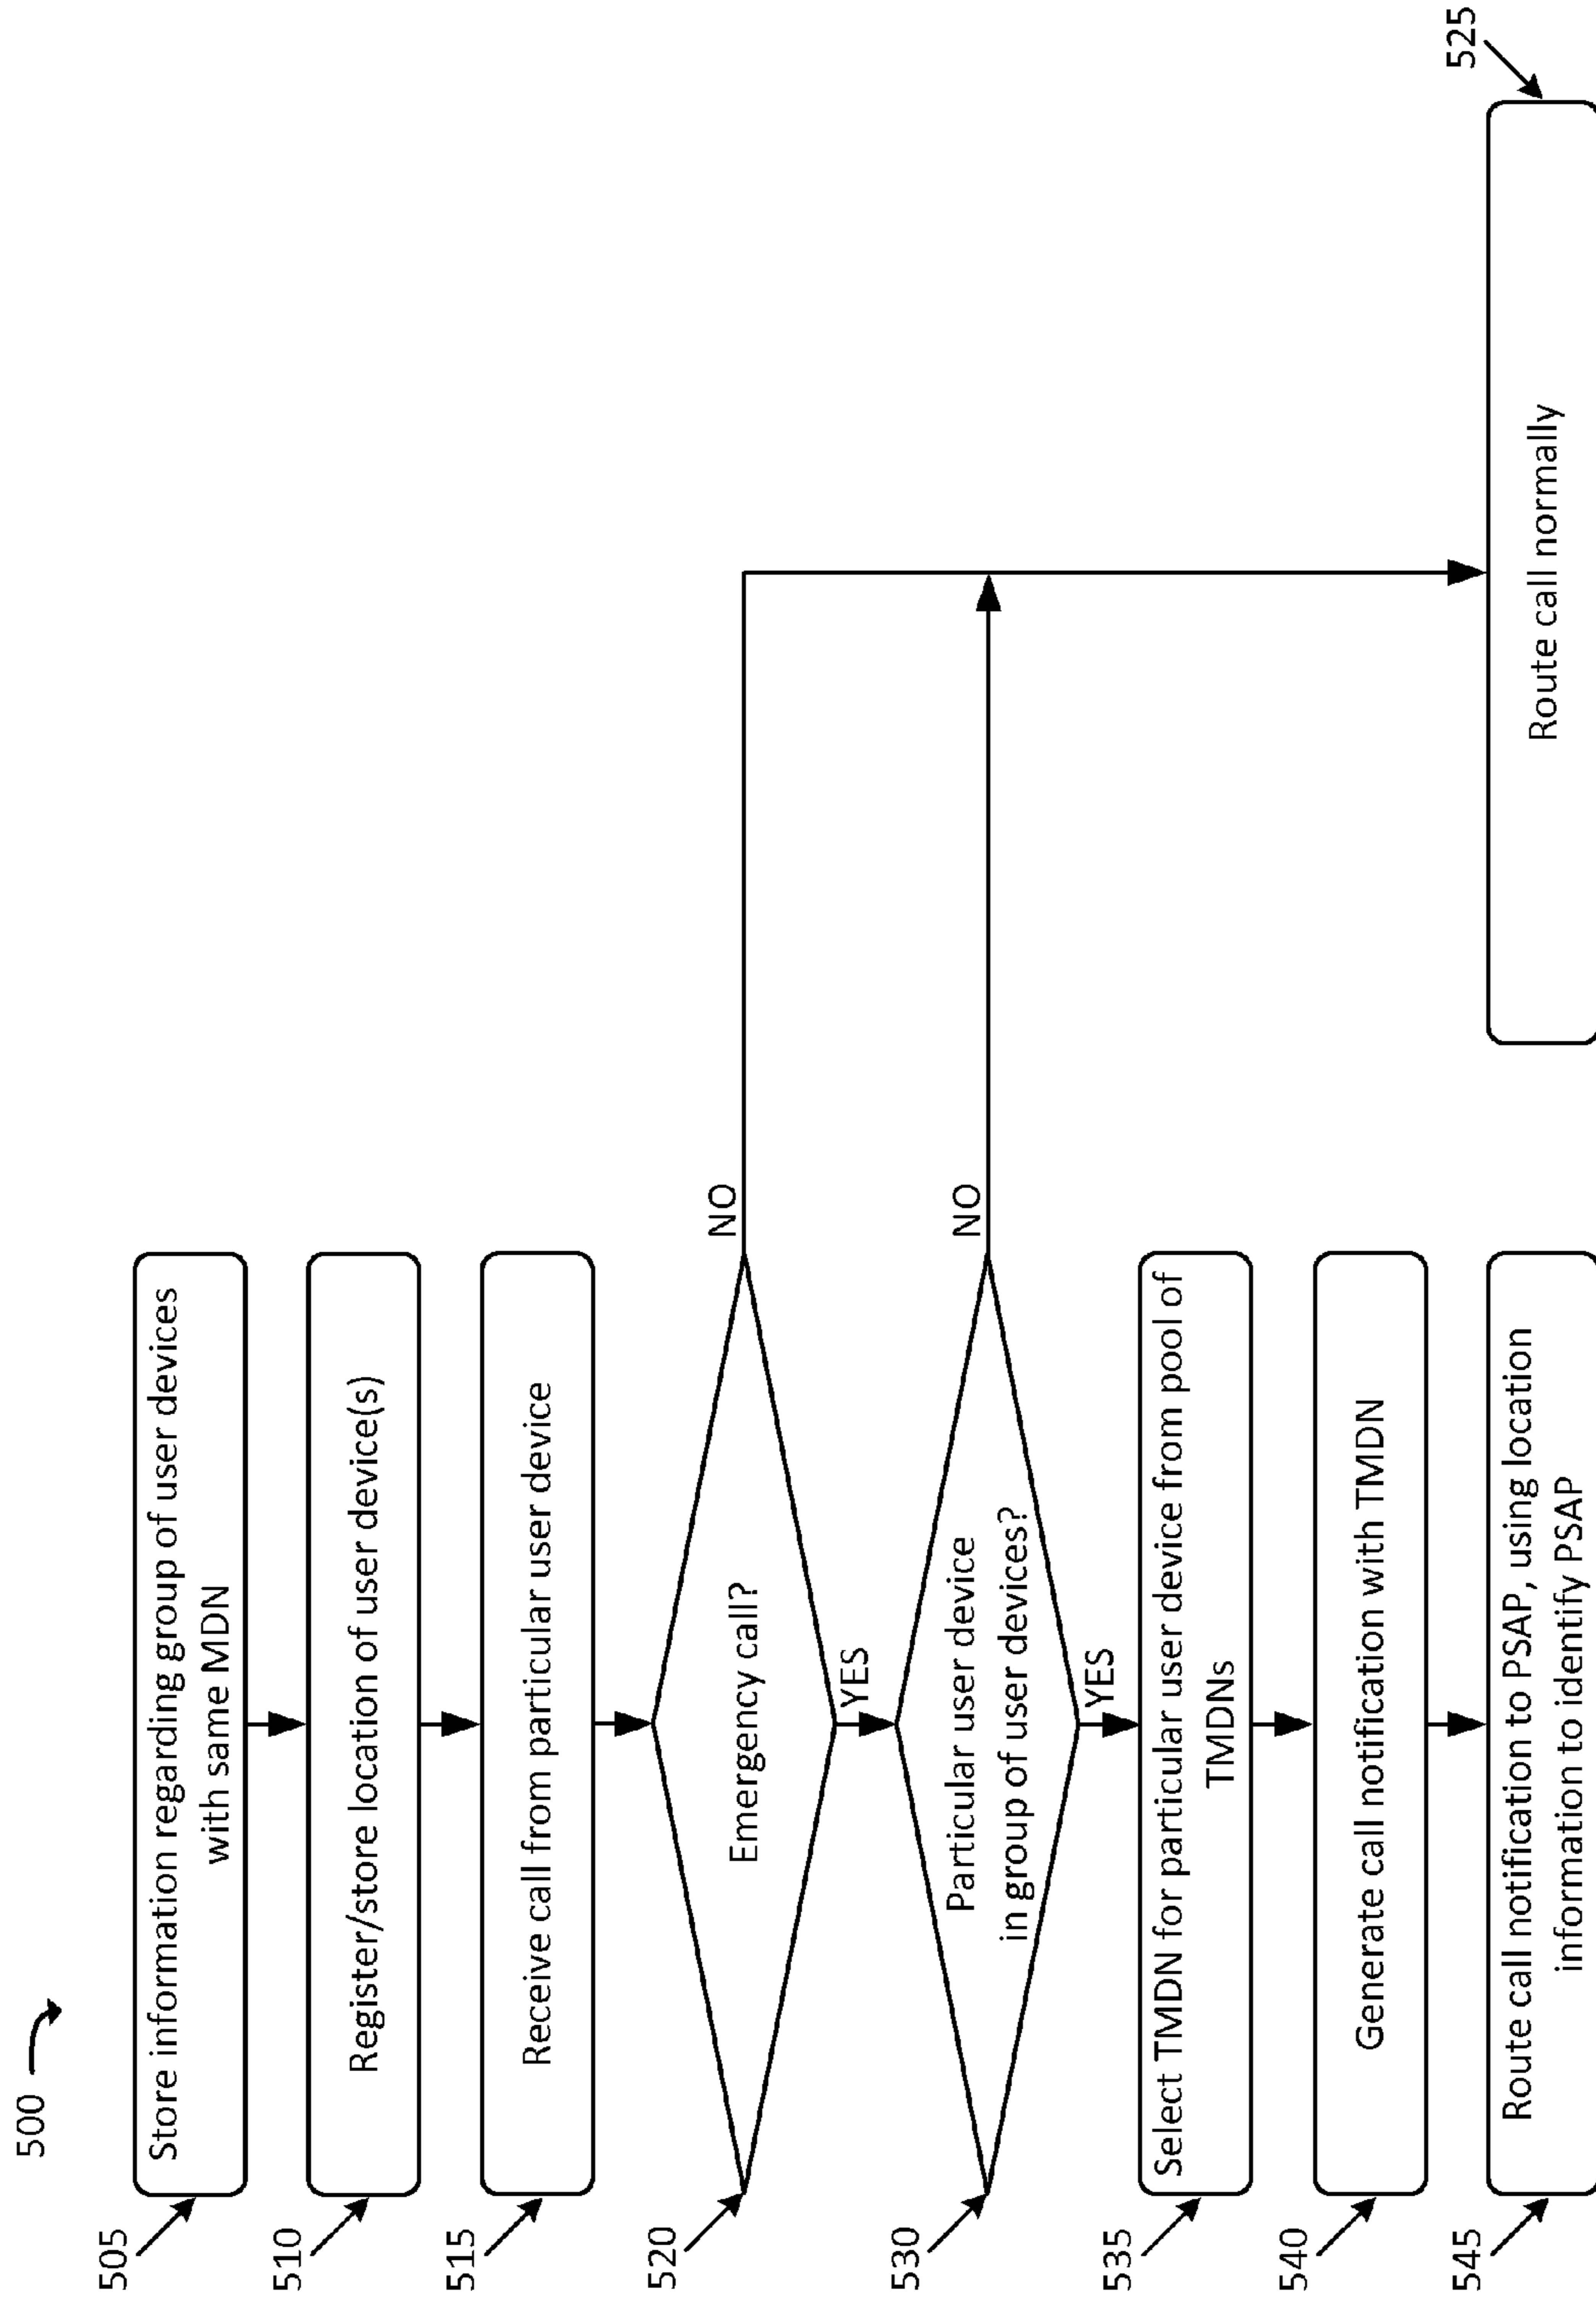 500
505
Store information regarding group of user devices
with same MDN
510
Register/store location of user device(s)
515
Receive call from particular user device
520
Emergency call?
NO
YES
530
Particular user device
in group of user devices?
NO
YES
535
Select TMDN for particular user device from pool of
TMDNs
540
Generate call notification with TMDN
545
Route call notification to PSAP, using location
information to identify PSAP
525
Route call normally